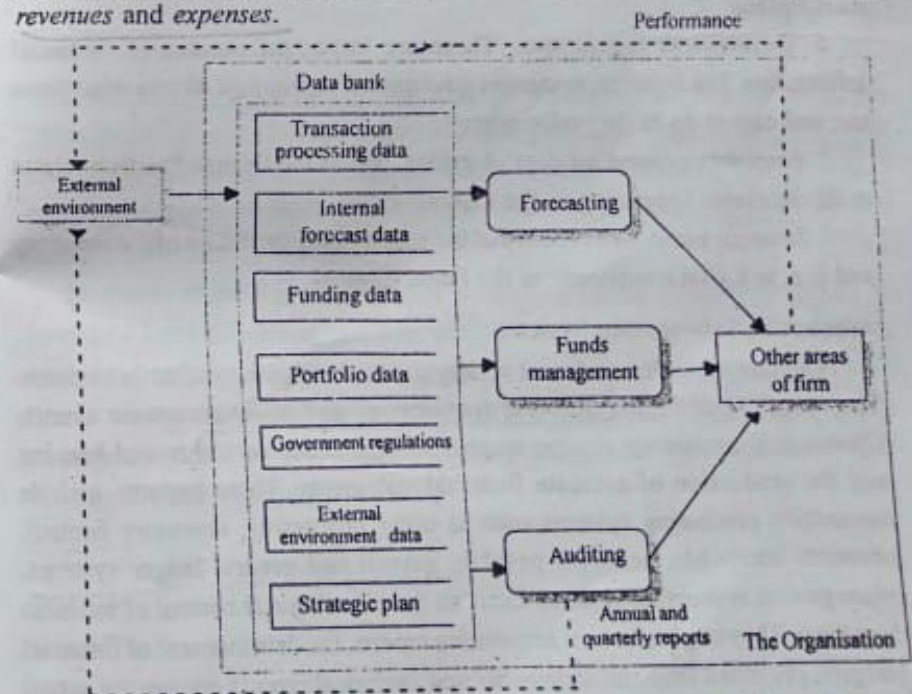 revenues and expenses.
Performance
Data bank
Transaction
processing data
External
environment
Internal
forecast data
Forecasting
Funding data
Funds
management
Portfolio data
Other areas
of firm
Government regulations
External
environment data
Auditing
Strategic plan
Annual and
quarterly reports
The Organisation